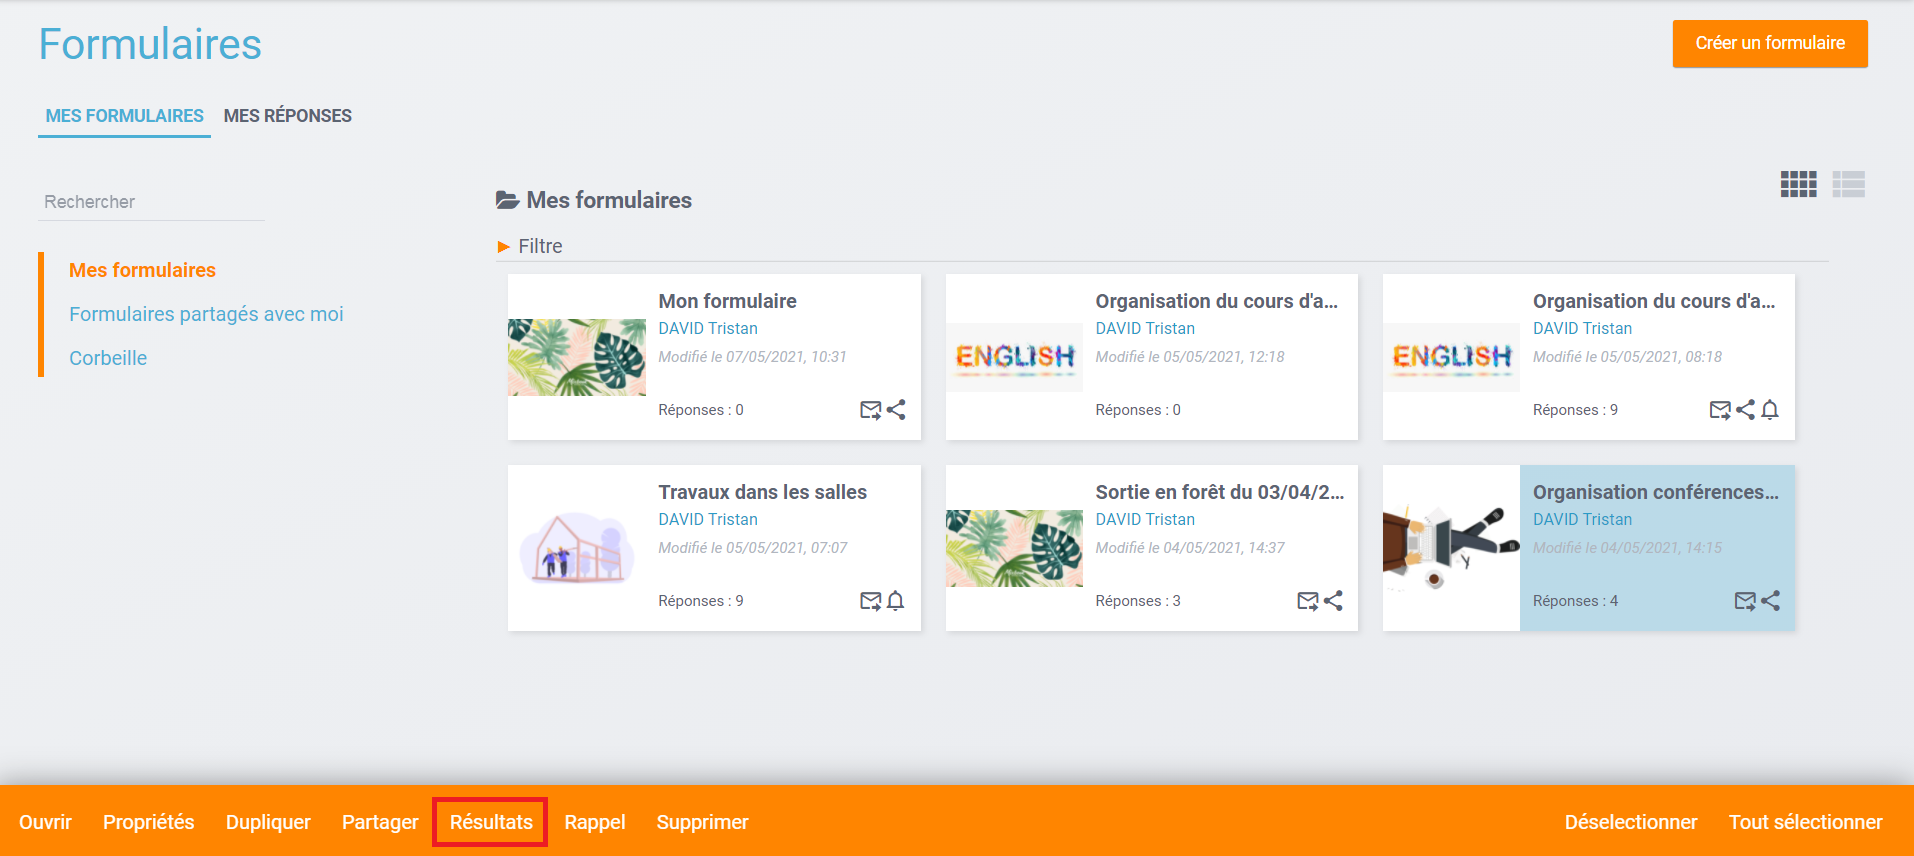 Formulaires
Créer un formulaire
MES FORMULAIRES MES RÉPONSES
Rechercher
Mes formulaires
Formulaires partagés avec moi
Corbeille
Mes formulaires
Filtre
Mon formulaire
DAVID Tristan
Modifié le 07/05/2021, 10:31
Réponses : 0
ENGLISH
Organisation du cours d'a...
DAVID Tristan
Modifié le 05/05/2021, 12:18
Réponses : 0
ENGLISH
Organisation du cours d'a...
DAVID Tristan
Modifié le 05/05/2021, 08:18
Réponses : 9
Travaux dans les salles
DAVID Tristan
Modifié le 05/05/2021, 07:07
Réponses : 9
Sortie en forêt du 03/04/2...
DAVID Tristan
Modifié le 04/05/2021, 14:37
Réponses : 3
Organisation conférences...
DAVID Tristan
Modifié le 04/05/2021, 14:15
Réponses : 4
Ouvrir Propriétés Dupliquer Partager Résultats Rappel Supprimer Déselectionner Tout sélectionner